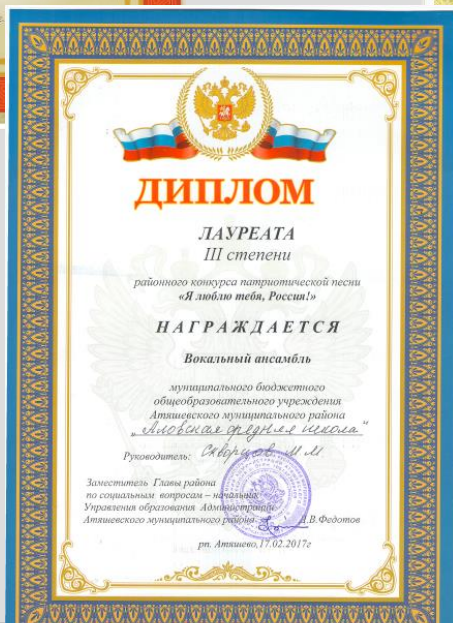 ДИПЛОМ
ЛАУРЕАТА
III степени
районного конкурса патриотической песни
«Я люблю тебя, Россия!»
НАГРАЖДАЕТСЯ
Вокальный ансамбль
муниципального бюджетного
общеобразовательного учреждения
Атяшевского муниципального района
„Аловская средняя школа"
Руководитель: Скворцов М М
Заместитель Главы района
по социальным вопросам – начальник
Управления образования Администрации
Атяшевского муниципального района Д.В.Федотов
рп. Атяшево,17.02.2017г